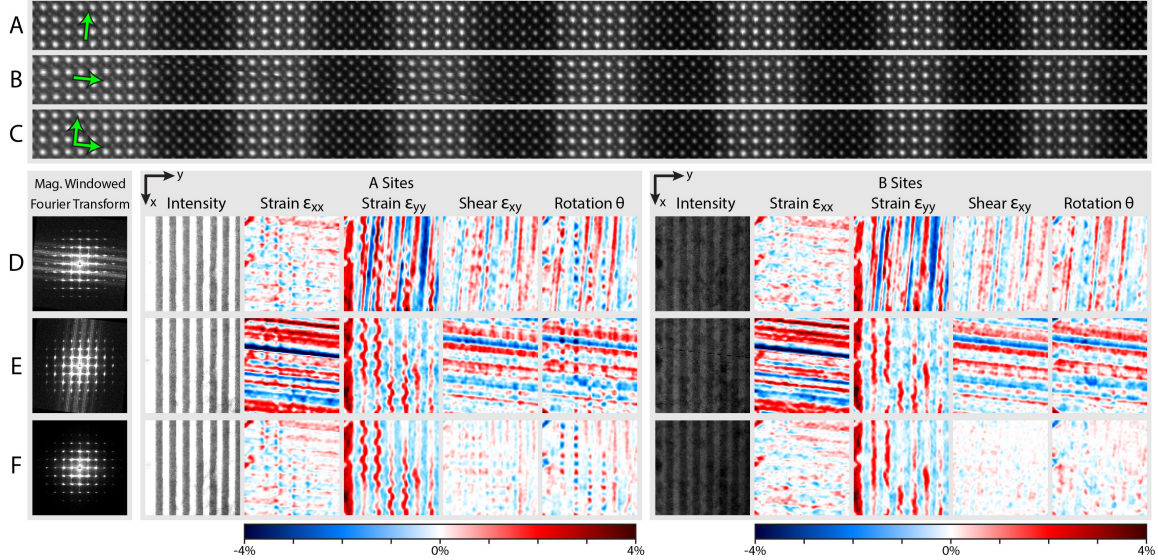 A
B
C
Mag. Windowed
Fourier Transform
y
x
A Sites
Intensity Strain εxx Strain εyy Shear εxy Rotation θ
y
x
B Sites
Intensity Strain εxx Strain εyy Shear εxy Rotation θ
D
E
F
-4% 0% 4%
-4% 0% 4%